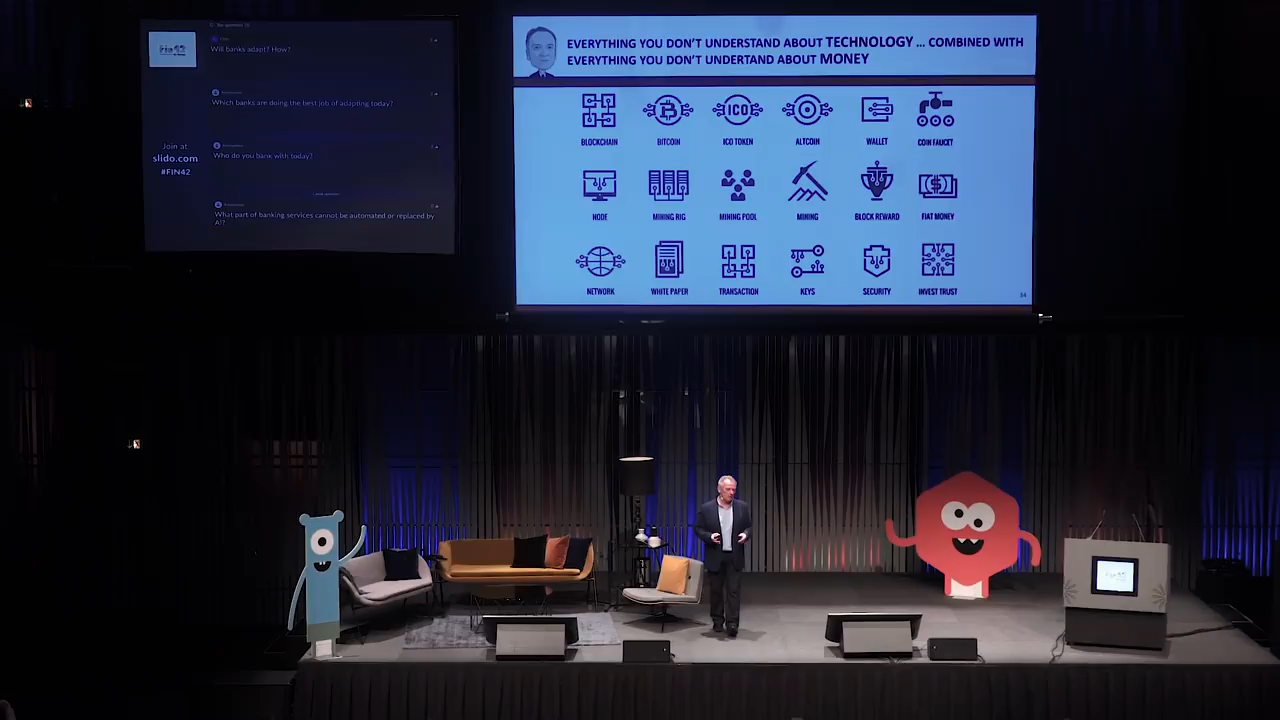 Will banks adapt? How?
Which banks are doing the best job of adapting today?
Who do you bank with today?
What part of banking services cannot be automated or replaced by
AI?
Join at
slido.com
#FIN42
EVERYTHING YOU DON'T UNDERSTAND ABOUT TECHNOLOGY ... COMBINED WITH
EVERYTHING YOU DON'T UNDERTAND ABOUT MONEY
BLOCKCHAIN
BITCOIN
ICO
ICO TOKEN
ALTCOIN
WALLET
COIN FAUCET
NODE
MINING RIG
MINING POOL
MINING
BLOCK REWARD
FIAT MONEY
NETWORK
WHITE PAPER
TRANSACTION
KEYS
SECURITY
INVEST TRUST
54